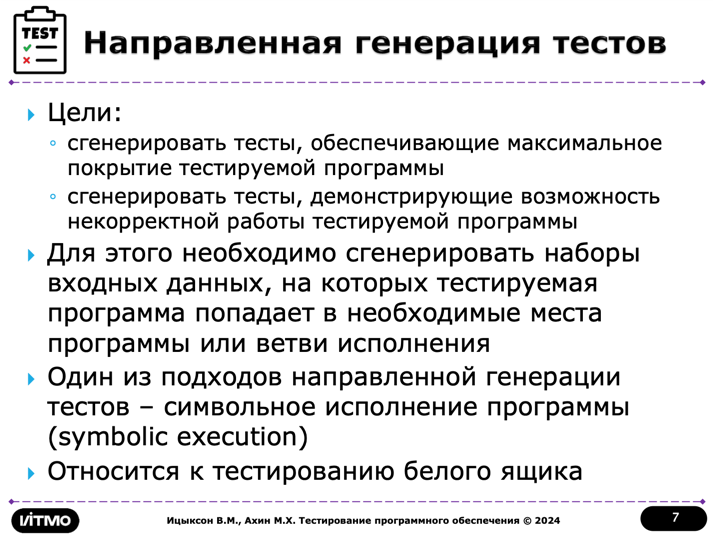 TEST
Направленная генерация тестов
Цели:
сгенерировать тесты, обеспечивающие максимальное
покрытие тестируемой программы
сгенерировать тесты, демонстрирующие возможность
некорректной работы тестируемой программы
Для этого необходимо сгенерировать наборы
входных данных, на которых тестируемая
программа попадает в необходимые места
программы или ветви исполнения
Один из подходов направленной генерации
тестов – символьное исполнение программы
(symbolic execution)
Относится к тестированию белого ящика
ИТМО
Ицыксон В.М., Ахин М.Х. Тестирование программного обеспечения © 2024
7